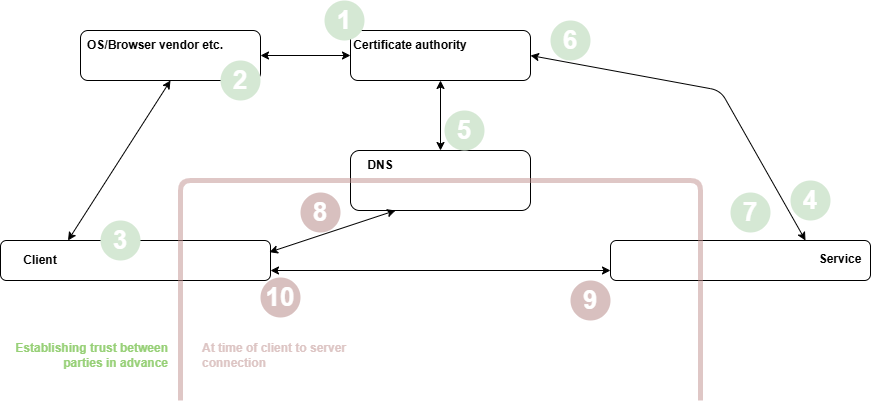 1
OS/Browser vendor etc.
Certificate authority
6
2
5
DNS
8
7
4
3
Client
Service
10
9
Establishing trust between
parties in advance
At time of client to server
connection